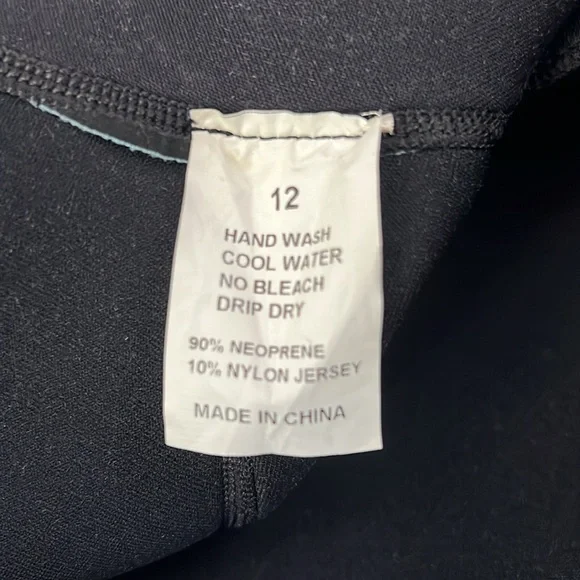 12
HAND WASH
COOL WATER
NO BLEACH
DRIP DRY
90% NEOPRENE
10% NYLON JERSEY
MADE IN CHINA